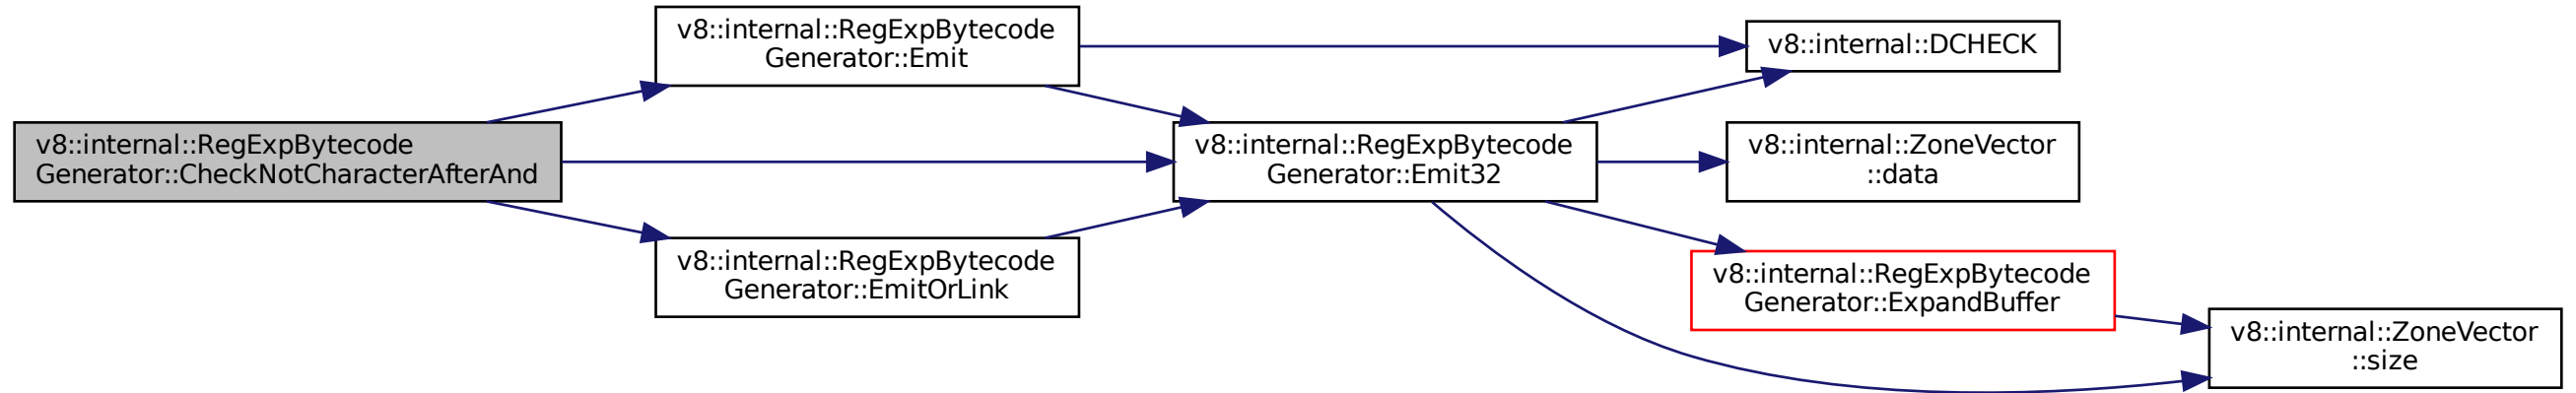 v8::internal::RegExpBytecode
Generator::CheckNotCharacterAfterAnd
v8::internal::RegExpBytecode
Generator::Emit
v8::internal::RegExpBytecode
Generator::EmitOrLink
v8::internal::RegExpBytecode
Generator::Emit32
v8::internal::DCHECK
v8::internal::ZoneVector
::data
v8::internal::RegExpBytecode
Generator::ExpandBuffer
v8::internal::ZoneVector
::size